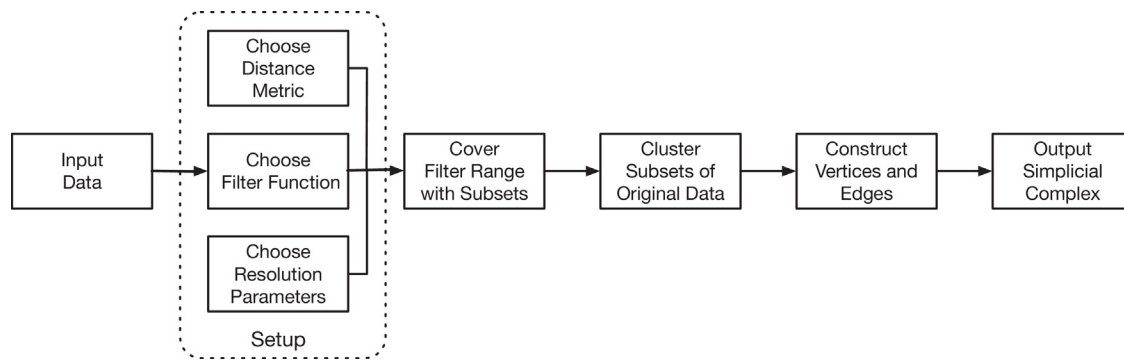 Input
Data
Choose
Distance
Metric
Choose
Filter Function
Choose
Resolution
Parameters
Setup
Cover
Filter Range
with Subsets
Cluster
Subsets of
Original Data
Construct
Vertices and
Edges
Output
Simplicial
Complex